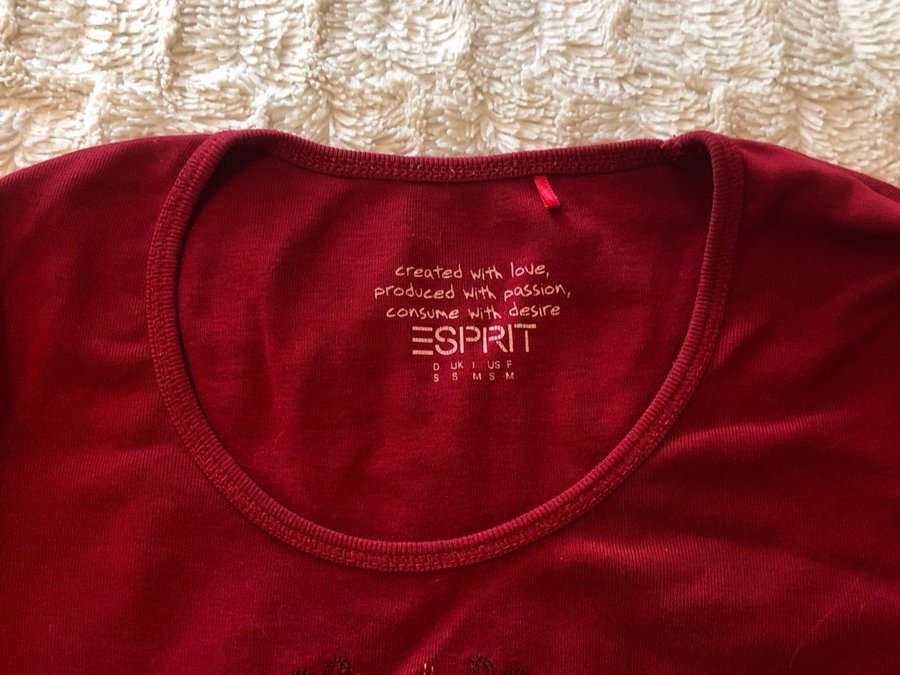 created with love,
produced with passion,
consume with desire
ESPRIT
D UK I US F
S S M S M